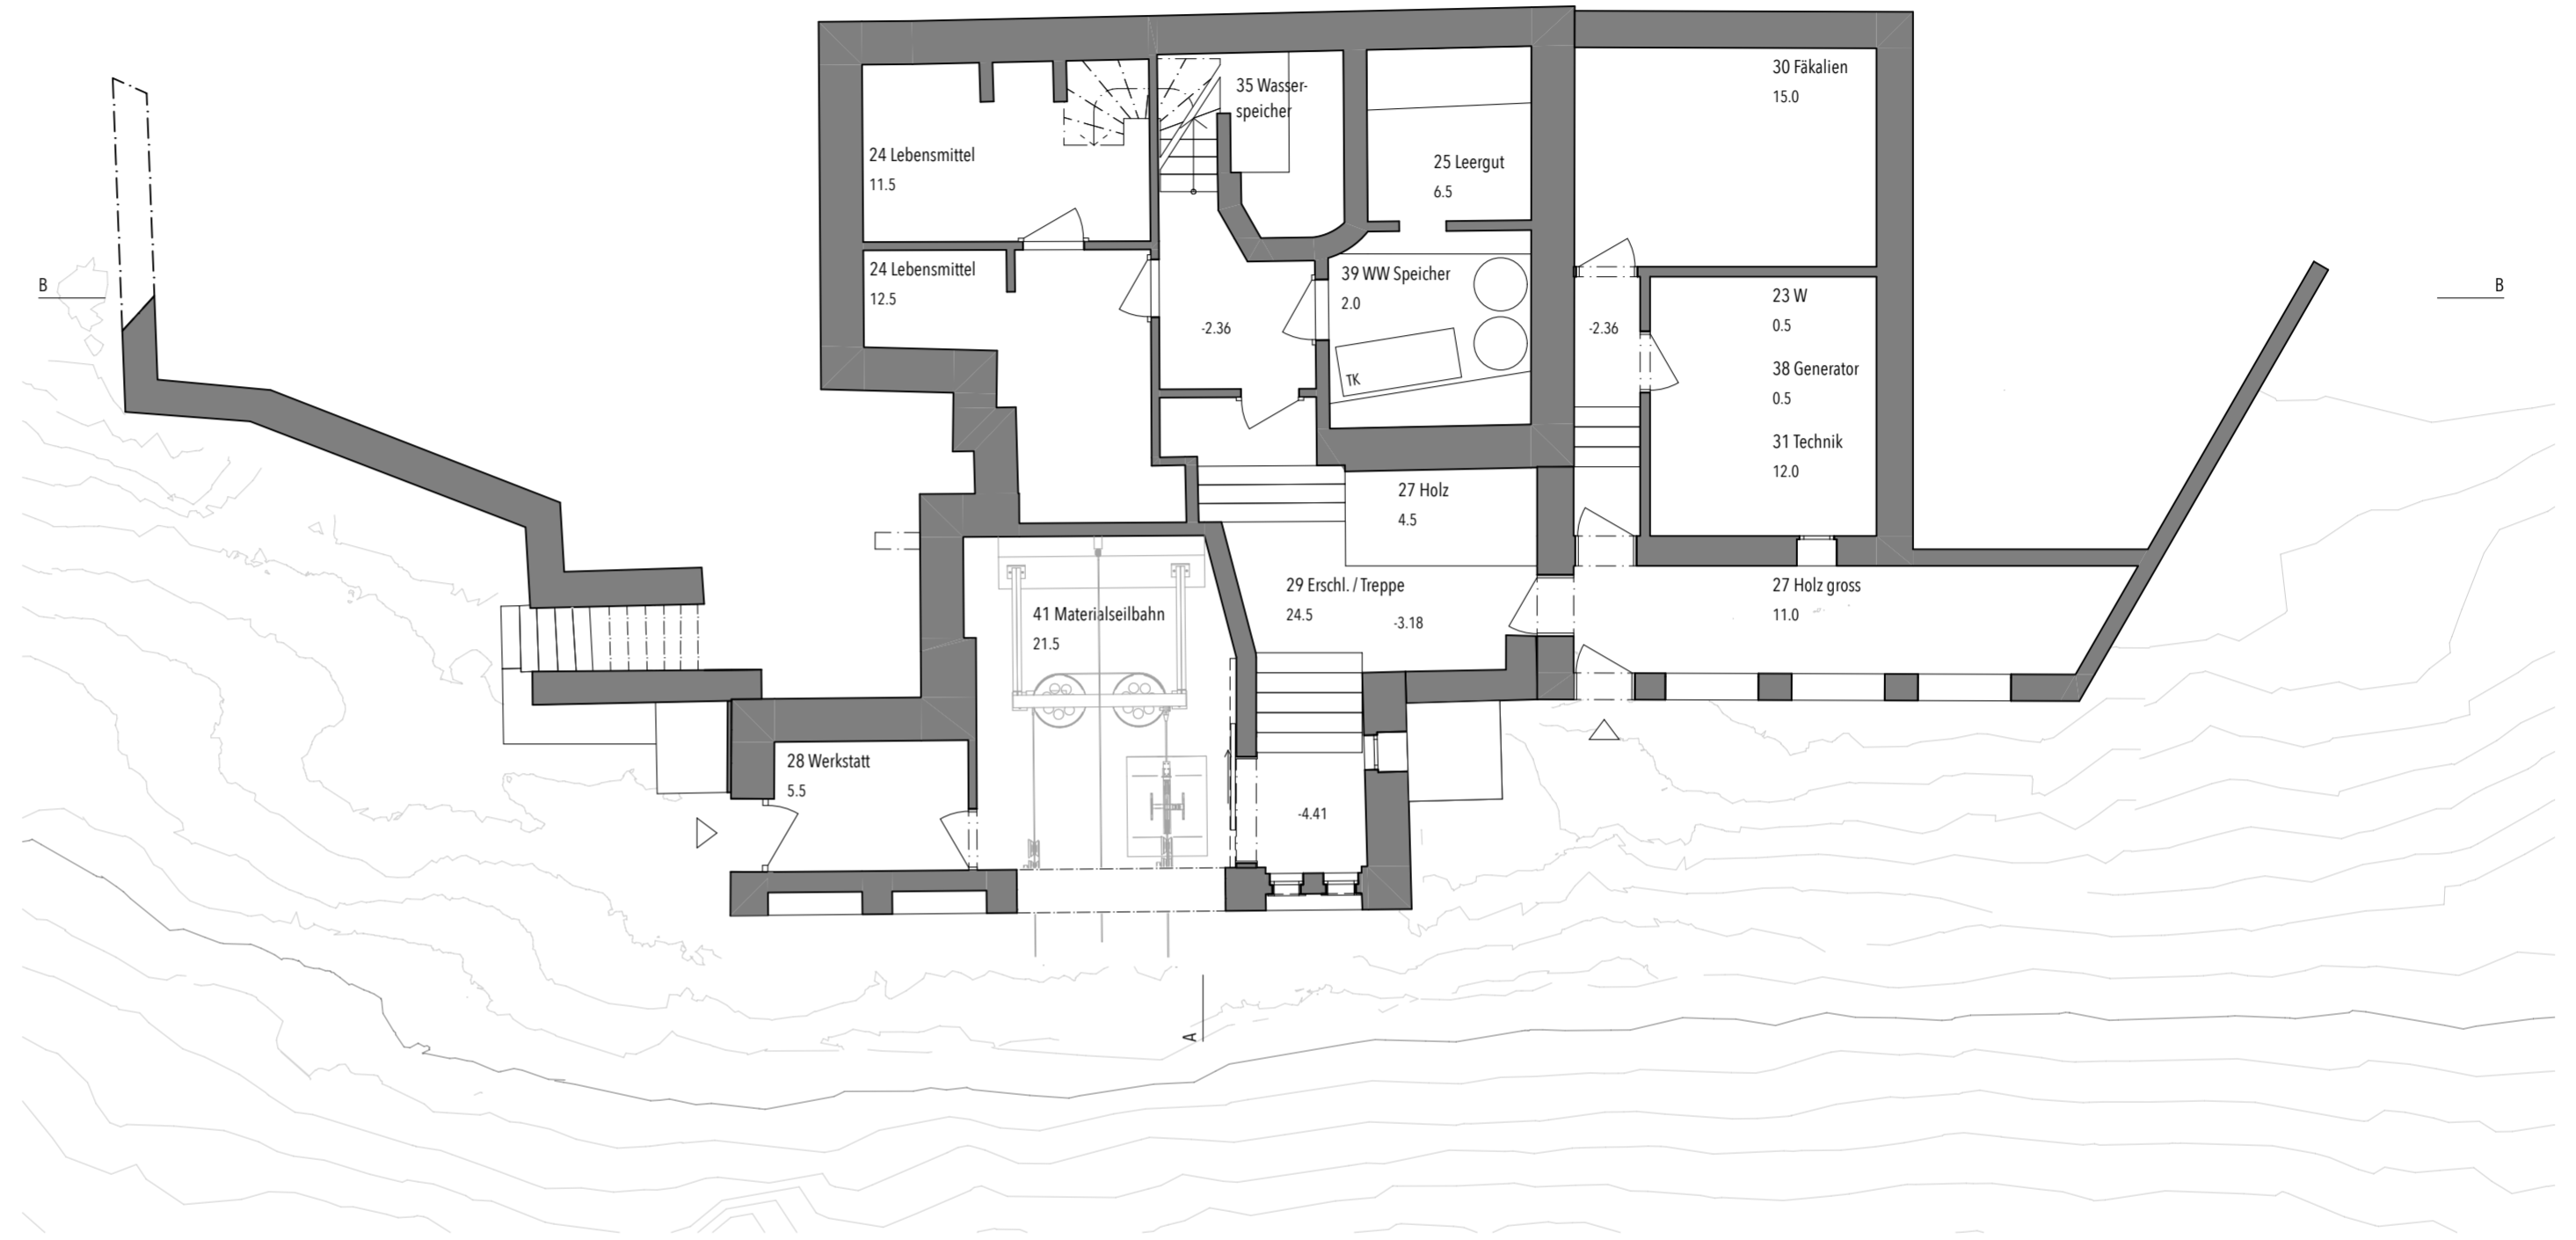 35 Wasser-
speicher
30 Fäkalien
15.0
24 Lebensmittel
11.5
25 Leergut
6.5
24 Lebensmittel
12.5
39 WW Speicher
2.0
TK
-2.36
-2.36
23 W
0.5
38 Generator
0.5
31 Technik
12.0
B
B
27 Holz
4.5
29 Erschl. / Treppe
24.5
-3.18
27 Holz gross
11.0
41 Materialseilbahn
21.5
28 Werkstatt
5.5
-4.41
A